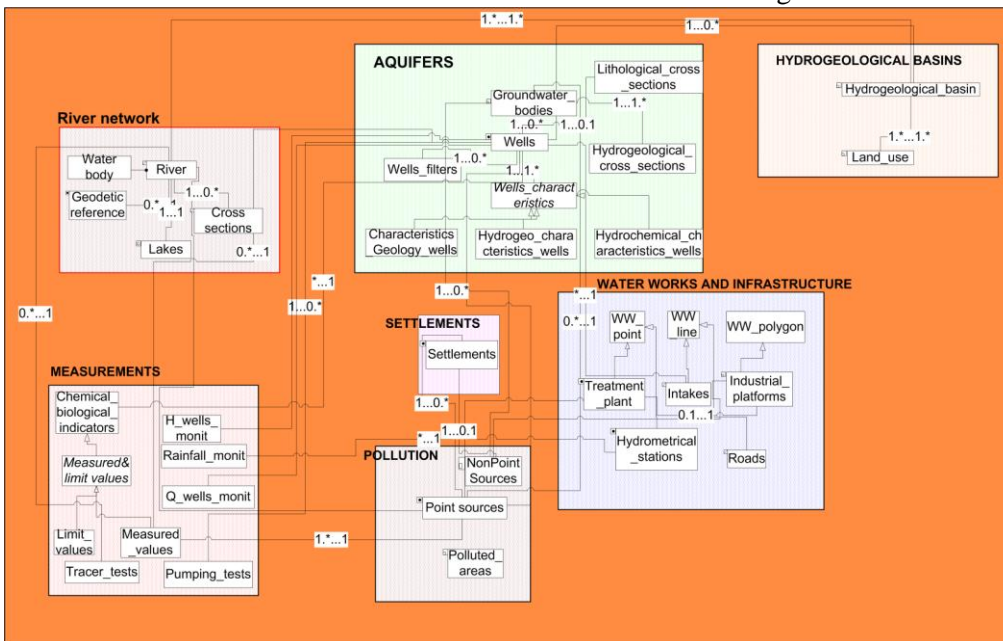 1.*...1.*
1...0.*
AQUIFERS
HYDROGEOLOGICAL BASINS
Lithological_cross
_sections
Groundwater_
bodies
Hydrogeological_basin
1...1.*
1...0.*
1...0.1
River network
Wells
1.*...1.*
Land_use
Water
body
River
Wells_filters
1...0.*
1...1.*
Hydrogeological_
cross_sections
Geodetic
reference
1...0.*
0.*...1
1...1
Cross
sections
Wells_charact
eristics
Lakes
0.*...1
Characteristics
_Geology_wells
Hydrogeo_chara
cteristics_wells
Hydrochemical_ch
aracteristics_wells
*...1
1...0.*
*...1
WATER WORKS AND INFRASTRUCTURE
0.*...1
1...0.*
0.*...1
SETTLEMENTS
Settlements
WW_
point
WW
_line
WW_polygon
MEASUREMENTS
Chemical_
biological_
indicators
Treatment
_plant
Intakes
Industrial_
platforms
1...0.*
0.1...1
H_wells_
monit
1...0.1
*...1
Hydrometrical
_stations
Roads
Rainfall_monit
POLLUTION
Measured&
limit values
NonPoint
Sources
Q_wells_monit
Point sources
Limit_
values
Measured
_values
1.*...1
Polluted_
areas
Tracer_tests
Pumping_tests